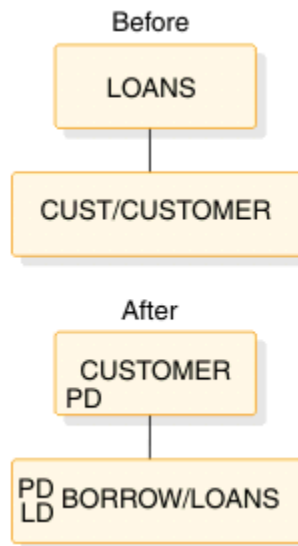 Before
LOANS
CUST/CUSTOMER
After
CUSTOMER
PD
PD
LD BORROW/LOANS